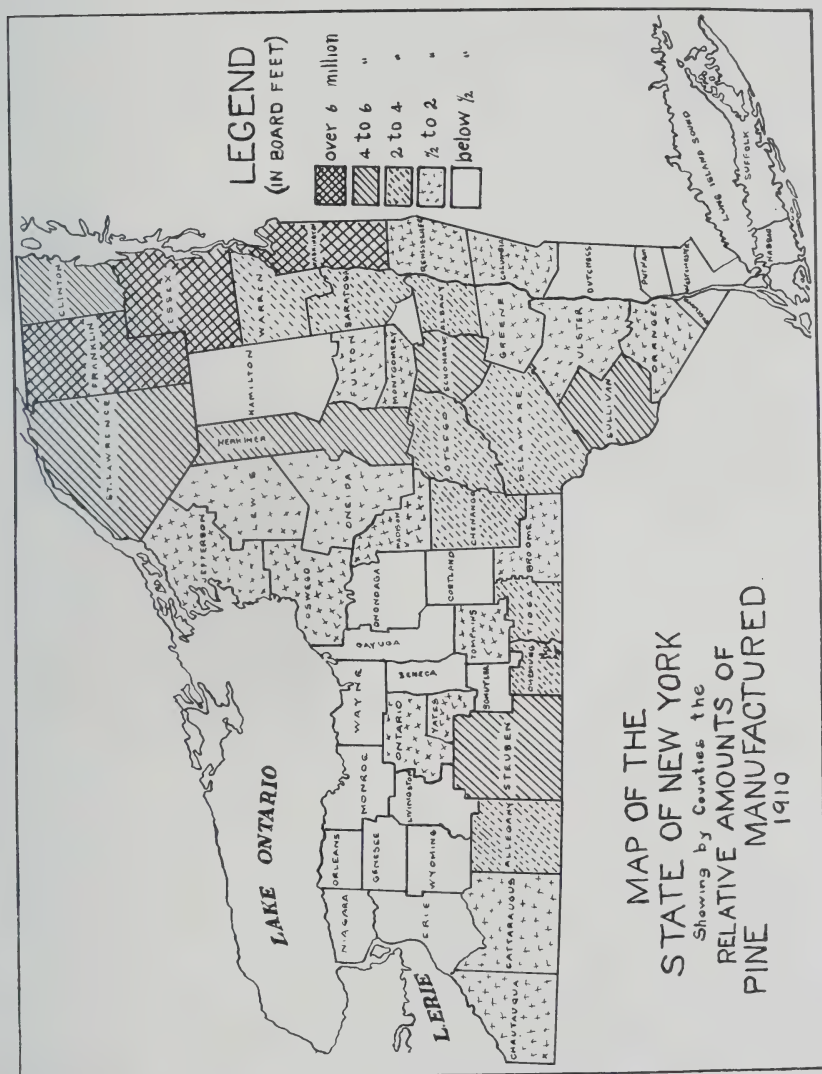 MAP OF THE
STATE OF NEW YORK
Showing by Counties the
RELATIVE AMOUNTS OF
PINE MANUFACTURED
1910
LEGEND
(IN BOARD FEET)
over 6 million
4 to 6 "
2 to 4 "
½ to 2 "
below ½ "
LAKE ONTARIO
L. ERIE
LONG ISLAND SOUND
CLINTON
FRANKLIN
ST. LAWRENCE
ESSEX
JEFFERSON
LEWIS
HERKIMER
HAMILTON
WARREN
WASHINGTON
OSWEGO
ONEIDA
FULTON
SARATOGA
NIAGARA
ORLEANS
MONROE
WAYNE
CAYUGA
ONONDAGA
MADISON
MONTGOMERY
GENESEE
ERIE
WYOMING
LIVINGSTON
ONTARIO
YATES
SENECA
CORTLAND
CHENANGO
OTSEGO
SCHOHARIE
ALBANY
RENSSELAER
TOMPKINS
SCHUYLER
CHAUTAUQUA
CATTARAUGUS
ALLEGANY
STEUBEN
CHEMUNG
TIOGA
BROOME
DELAWARE
GREENE
COLUMBIA
ULSTER
DUTCHESS
SULLIVAN
ORANGE
PUTNAM
WESTCHESTER
SUFFOLK